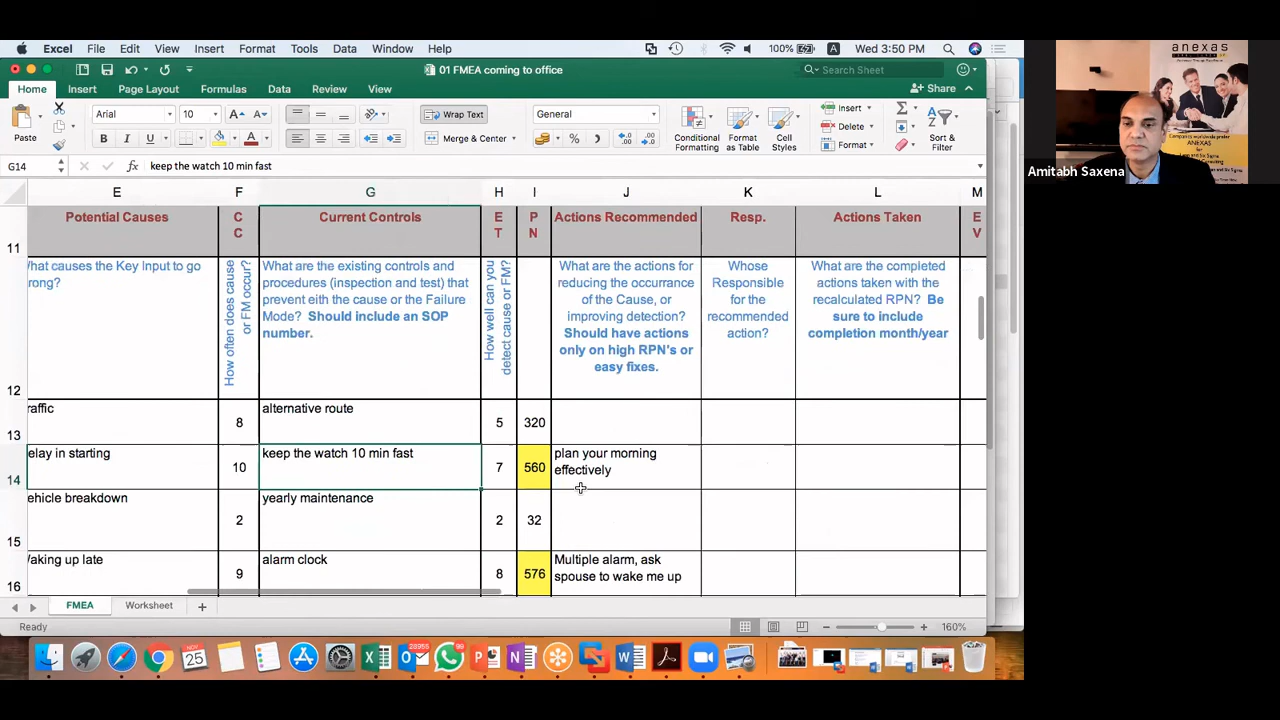 Excel File Edit View Insert Format Tools Data Window Help
100% A Wed 3:50 PM
01 FMEA coming to office
Search Sheet
Home Insert Page Layout Formulas Data Review View
Share
Paste
Arial 10 A A
B I U A
Wrap Text
Merge & Center
General
%
Conditional Formatting
Format as Table
Cell Styles
Insert
Delete
Format
Sort & Filter
G14 fx keep the watch 10 min fast
E F G H I J K L M
11
Potential Causes
C
C
Current Controls
E
T
P
N
Actions Recommended
Resp.
Actions Taken
E
V
12
hat causes the Key Input to go
rong?
How often does cause
or FM occur?
What are the existing controls and
procedures (inspection and test) that
prevent eith the cause or the Failure
Mode? Should include an SOP
number.
How well can you
detect cause or FM?
What are the actions for
reducing the occurrance
of the Cause, or
improving detection?
Should have actions
only on high RPN's or
easy fixes.
Whose
Responsible
for the
recommended
action?
What are the completed
actions taken with the
recalculated RPN? Be
sure to include
completion month/year
13 raffic 8 alternative route 5 320
14 elay in starting 10 keep the watch 10 min fast 7 560 plan your morning
effectively
15 ehicle breakdown 2 yearly maintenance 2 32
16 /aking up late 9 alarm clock 8 576 Multiple alarm, ask
spouse to wake me up
FMEA Worksheet +
Ready
160%
NOV
25
28956
98
anexas
ANEXAS
Amitabh Saxena